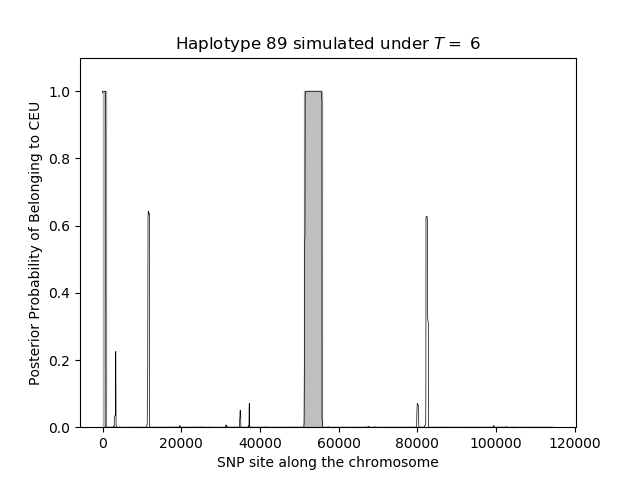 Haplotype 89 simulated under T = 6
Posterior Probability of Belonging to CEU
1.0
0.8
0.6
0.4
0.2
0.0
0 20000 40000 60000 80000 100000 120000
SNP site along the chromosome